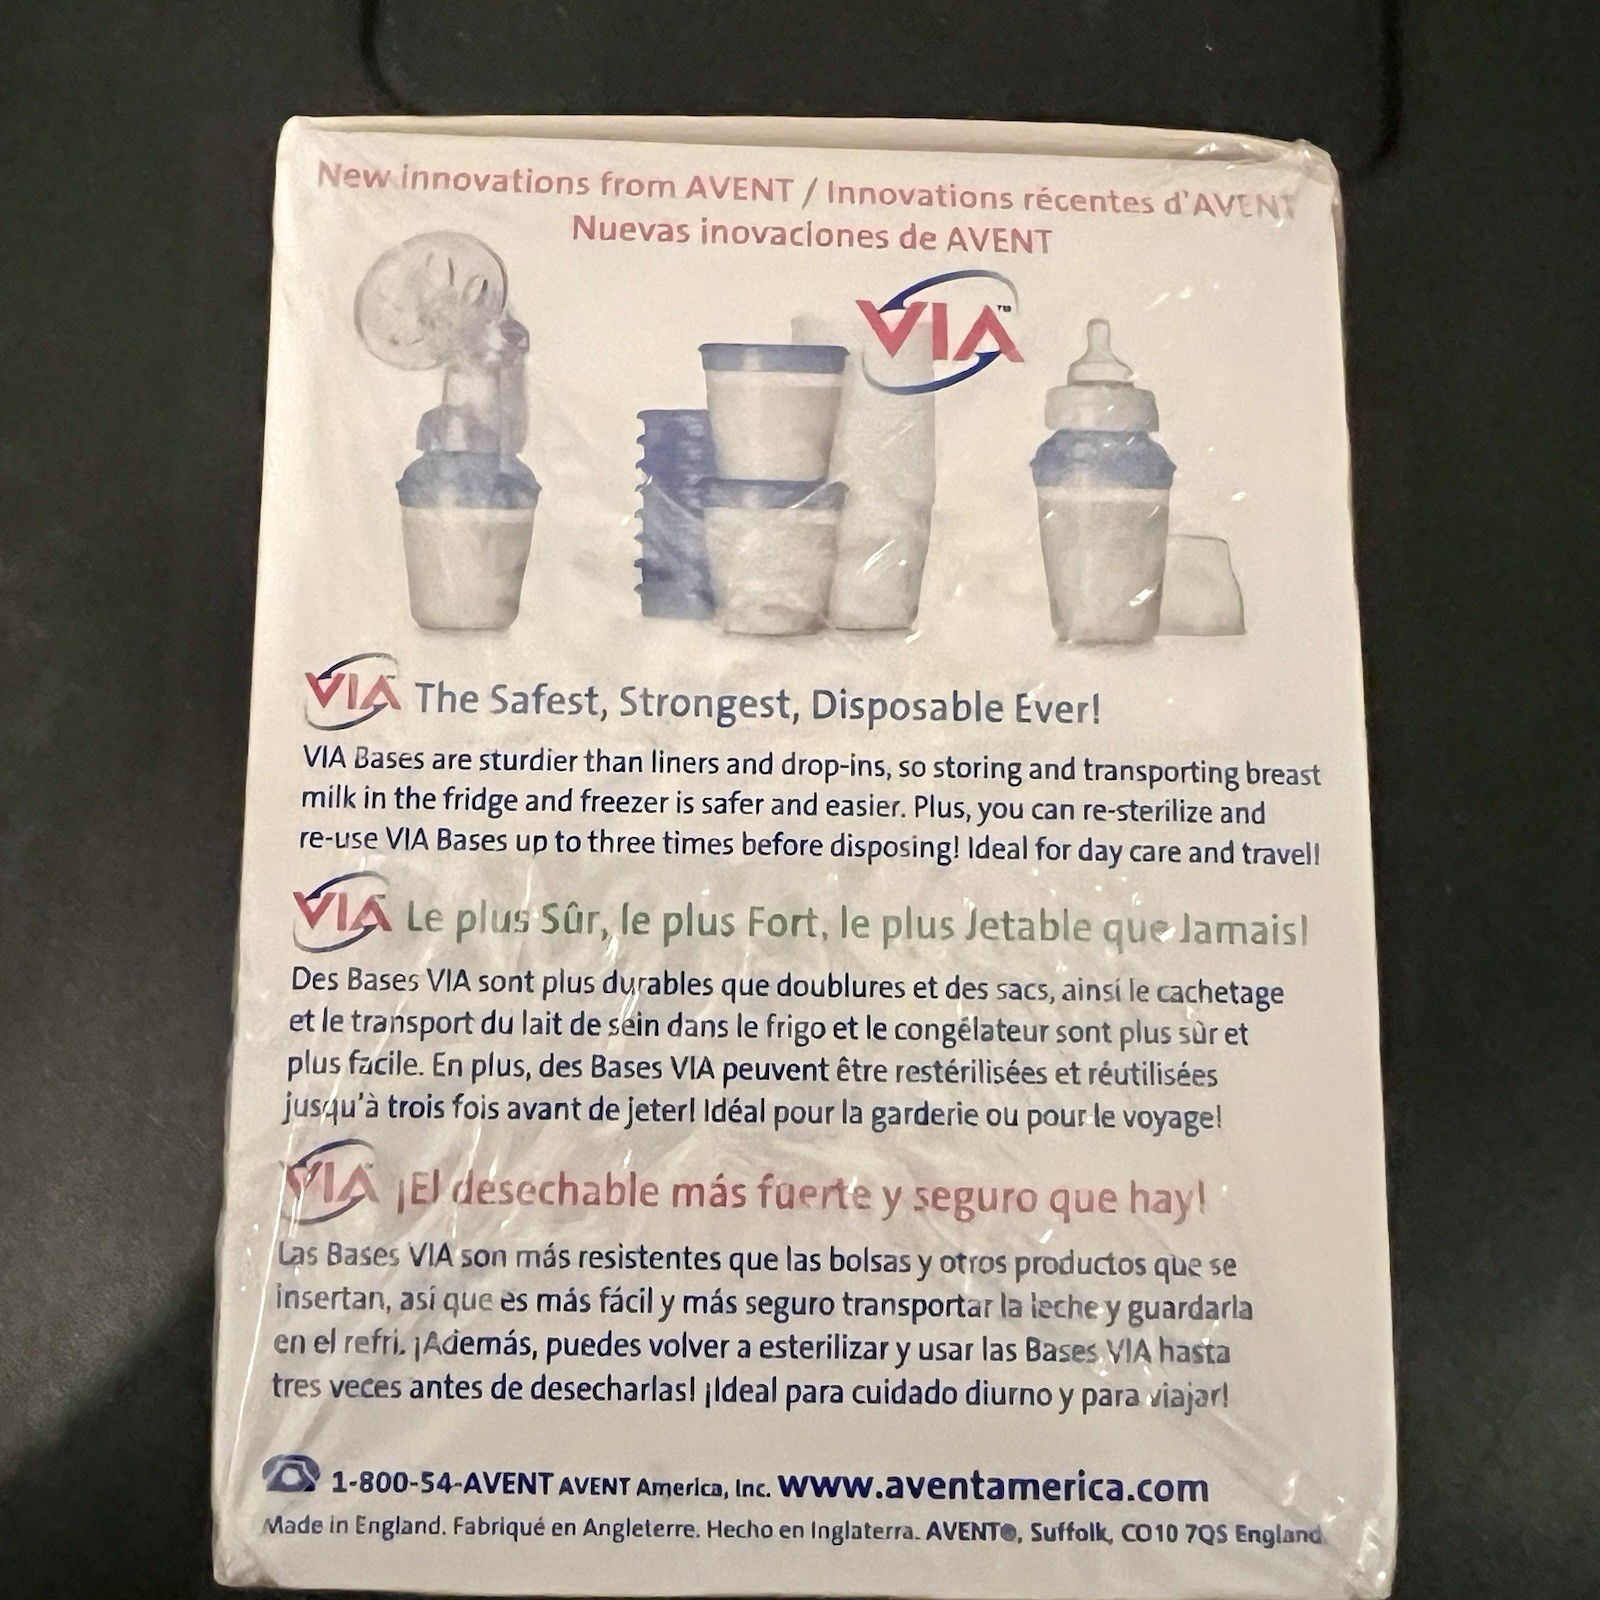 New innovations from AVENT / Innovations récentes d'AVENT
Nuevas inovaciones de AVENT
VIA™
VIA The Safest, Strongest, Disposable Ever!
VIA Bases are sturdier than liners and drop-ins, so storing and transporting breast
milk in the fridge and freezer is safer and easier. Plus, you can re-sterilize and
re-use VIA Bases up to three times before disposing! Ideal for day care and travel!
VIA Le plus Sûr, le plus Fort, le plus Jetable que Jamais!
Des Bases VIA sont plus durables que doublures et des sacs, ainsi le cachetage
et le transport du lait de sein dans le frigo et le congélateur sont plus sûr et
plus facile. En plus, des Bases VIA peuvent être restérilisées et réutilisées
jusqu'à trois fois avant de jeter! Idéal pour la garderie ou pour le voyage!
VIA ¡El desechable más fuerte y seguro que hay!
Las Bases VIA son más resistentes que las bolsas y otros productos que se
insertan, así que es más fácil y más seguro transportar la leche y guardarla
en el refri. ¡Además, puedes volver a esterilizar y usar las Bases VIA hasta
tres veces antes de desecharlas! ¡Ideal para cuidado diurno y para viajar!
1-800-54-AVENT AVENT America, Inc. www.aventamerica.com
Made in England. Fabriqué en Angleterre. Hecho en Inglaterra. AVENT®, Suffolk, CO10 7QS England